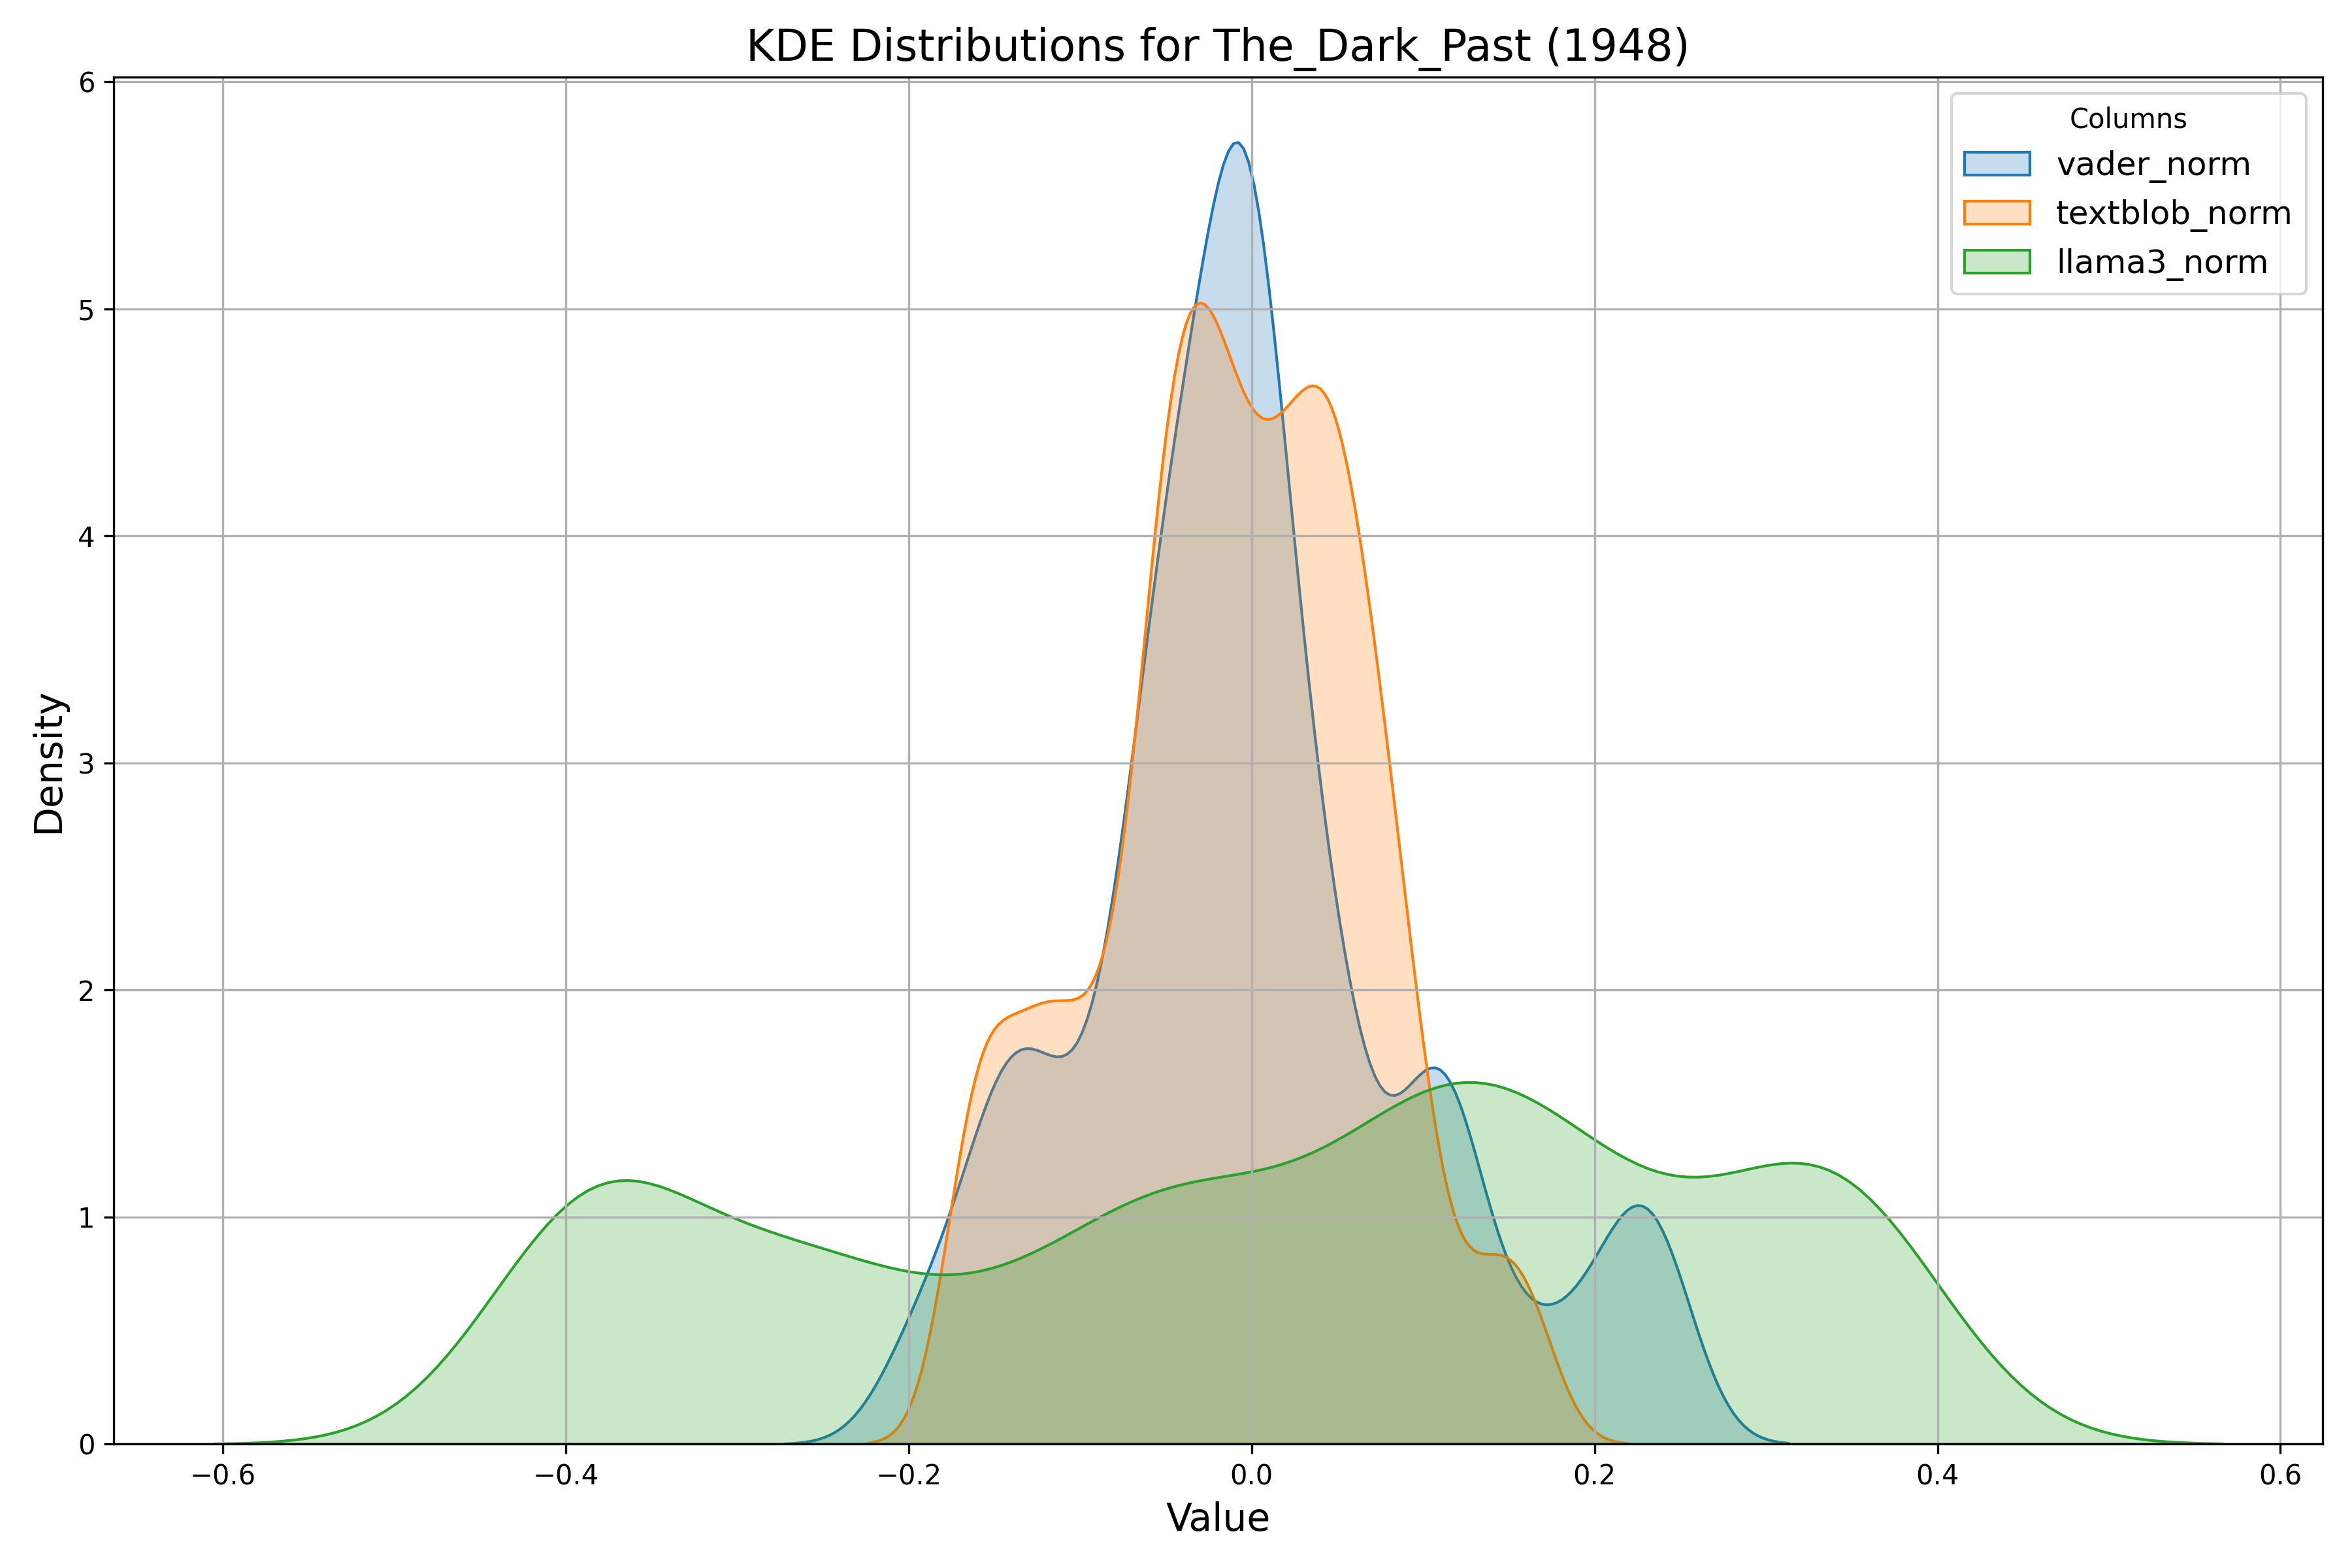 KDE Distributions for The_Dark_Past (1948)
Columns
vader_norm
textblob_norm
llama3_norm
Density
6
5
4
3
2
1
0
−0.6 −0.4 −0.2 0.0 0.2 0.4 0.6
Value